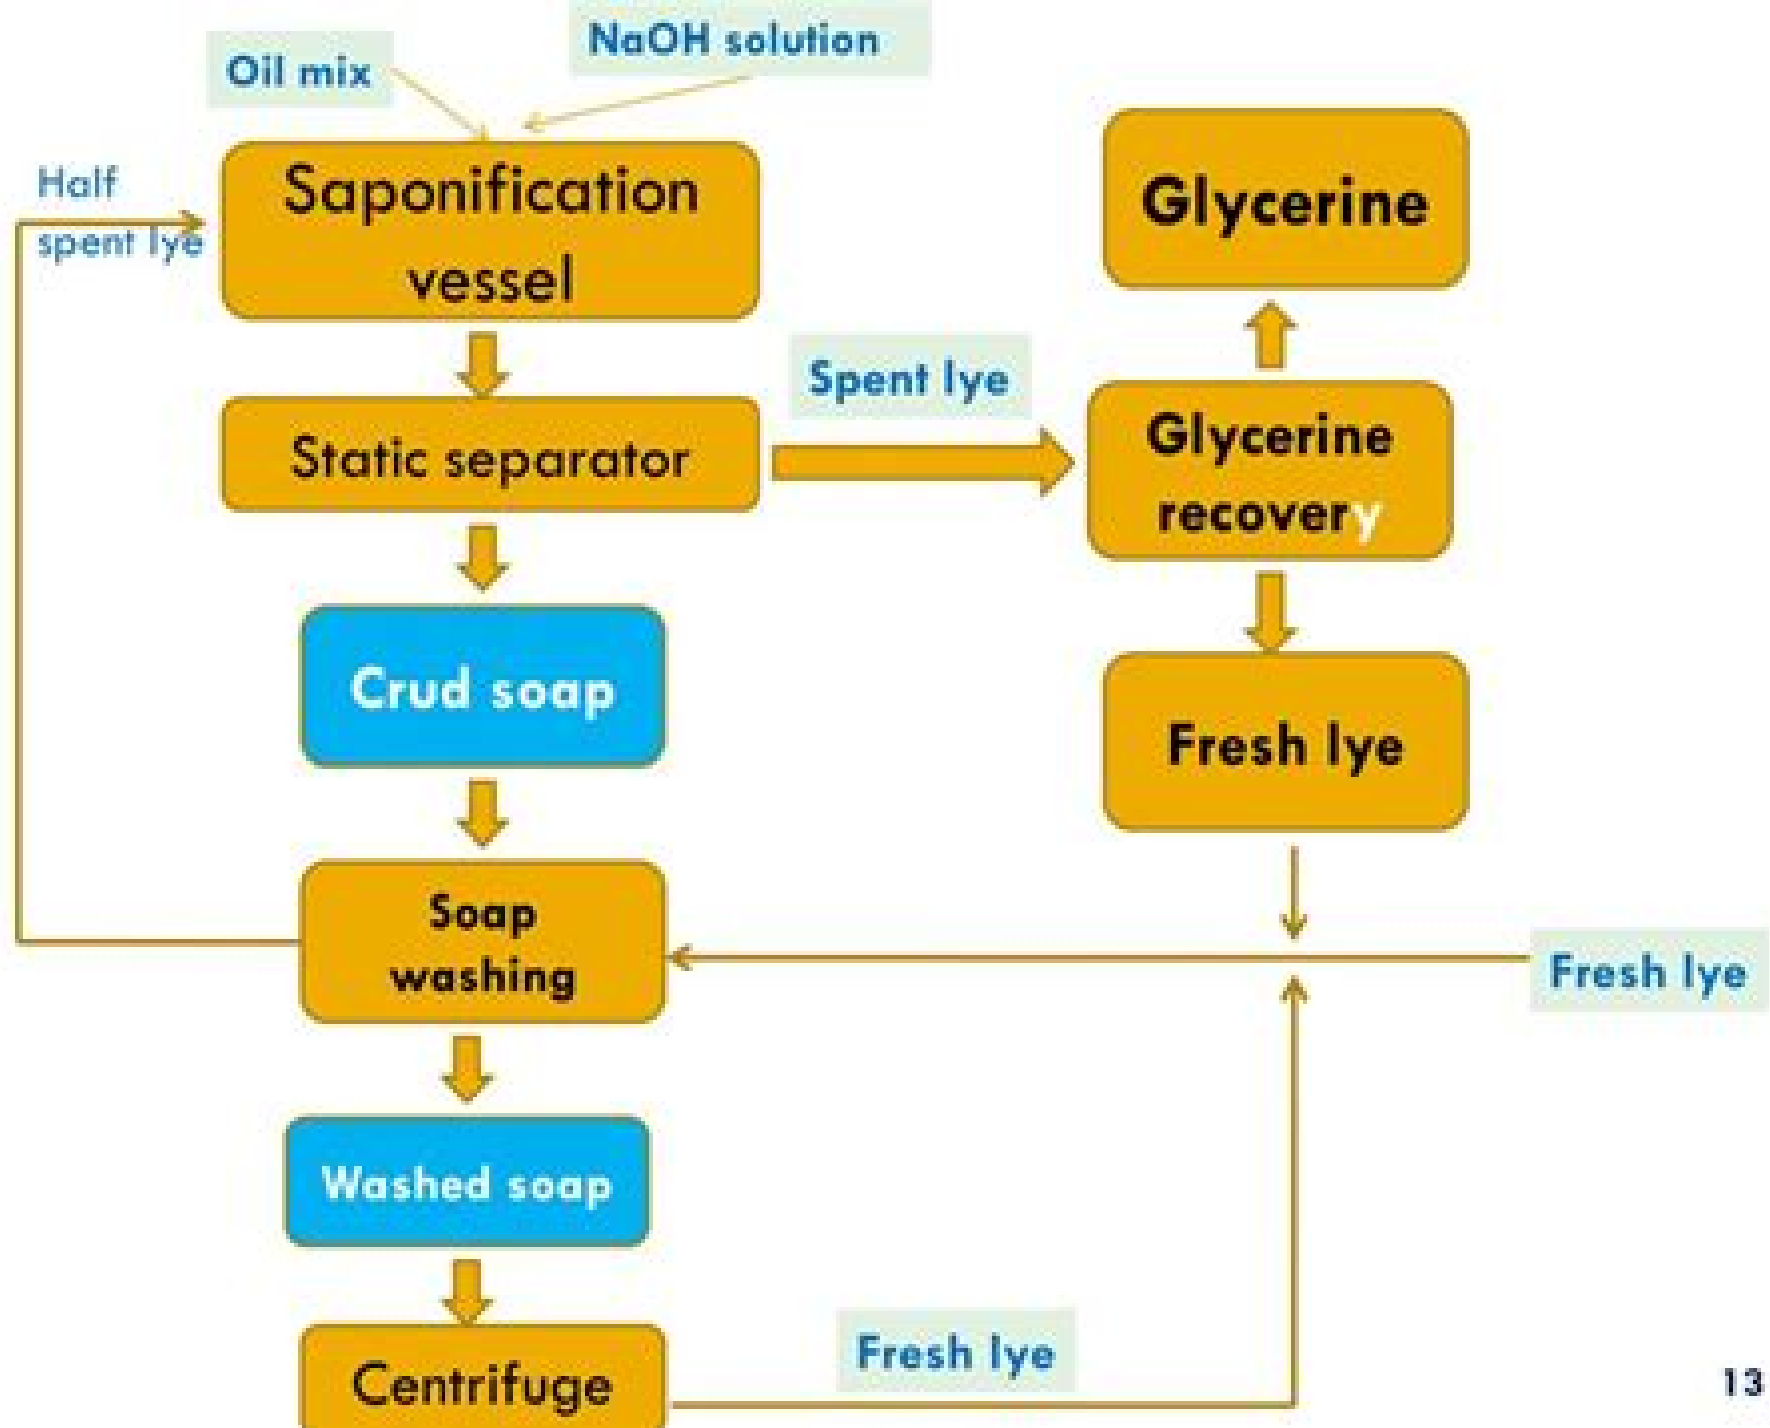 Oil mix
NaOH solution
Half
spent lye
Saponification
vessel
Glycerine
Spent lye
Static separator
Glycerine
recovery
Crud soap
Fresh lye
Soap
washing
Fresh lye
Washed soap
Fresh lye
Centrifuge
13